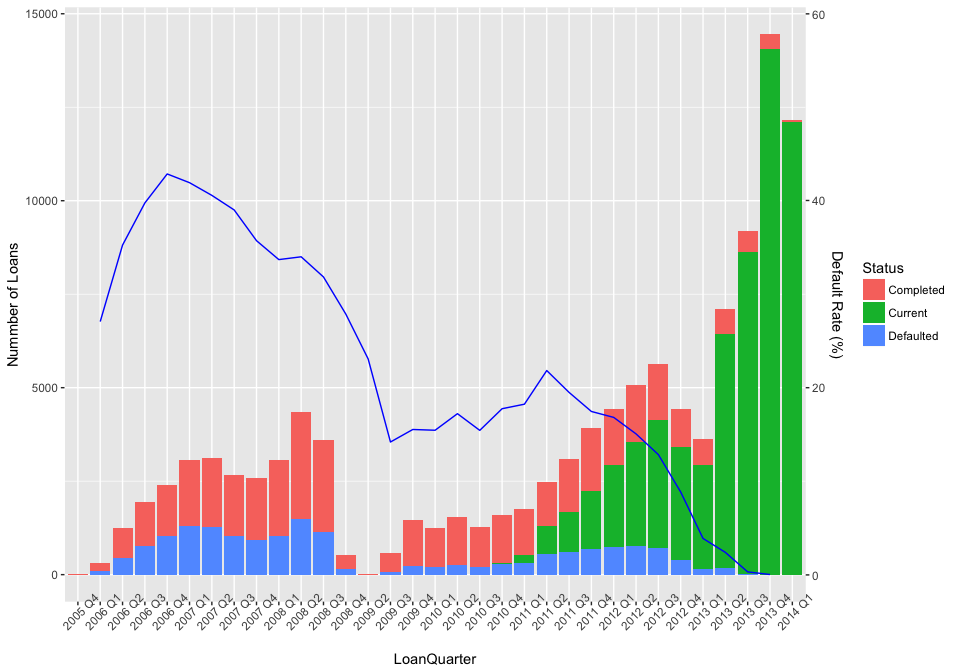 15000
10000
5000
0
Nummber of Loans
60
40
20
0
Default Rate (%)
Status
Completed
Current
Defaulted
2005 Q4
2006 Q1
2006 Q2
2006 Q3
2006 Q4
2007 Q1
2007 Q2
2007 Q3
2007 Q4
2008 Q1
2008 Q2
2008 Q3
2008 Q4
2009 Q2
2009 Q3
2009 Q4
2010 Q1
2010 Q2
2010 Q3
2010 Q4
2011 Q1
2011 Q2
2011 Q3
2011 Q4
2012 Q1
2012 Q2
2012 Q3
2012 Q4
2013 Q1
2013 Q2
2013 Q3
2013 Q4
2014 Q1
LoanQuarter